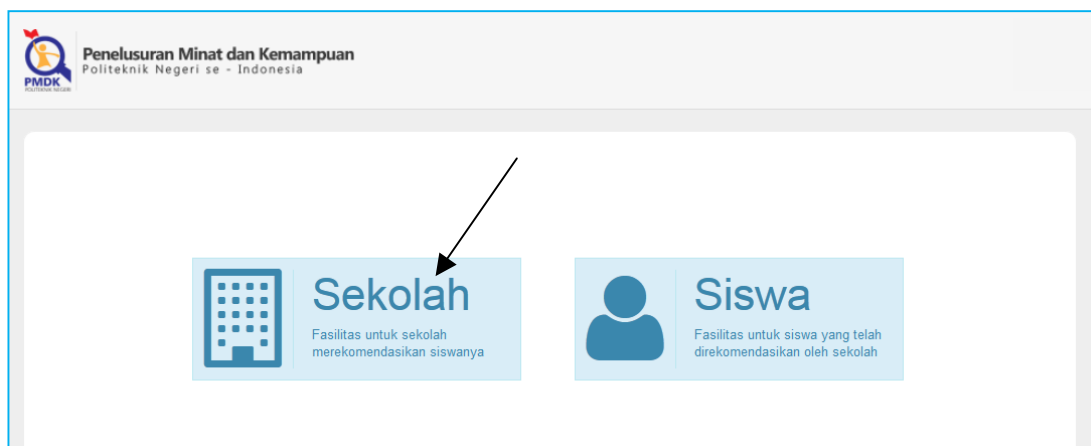 Penelusuran Minat dan Kemampuan
Politeknik Negeri se - Indonesia
PMDK
POLITEKNIK NEGERI
Sekolah
Fasilitas untuk sekolah
merekomendasikan siswanya
Siswa
Fasilitas untuk siswa yang telah
direkomendasikan oleh sekolah